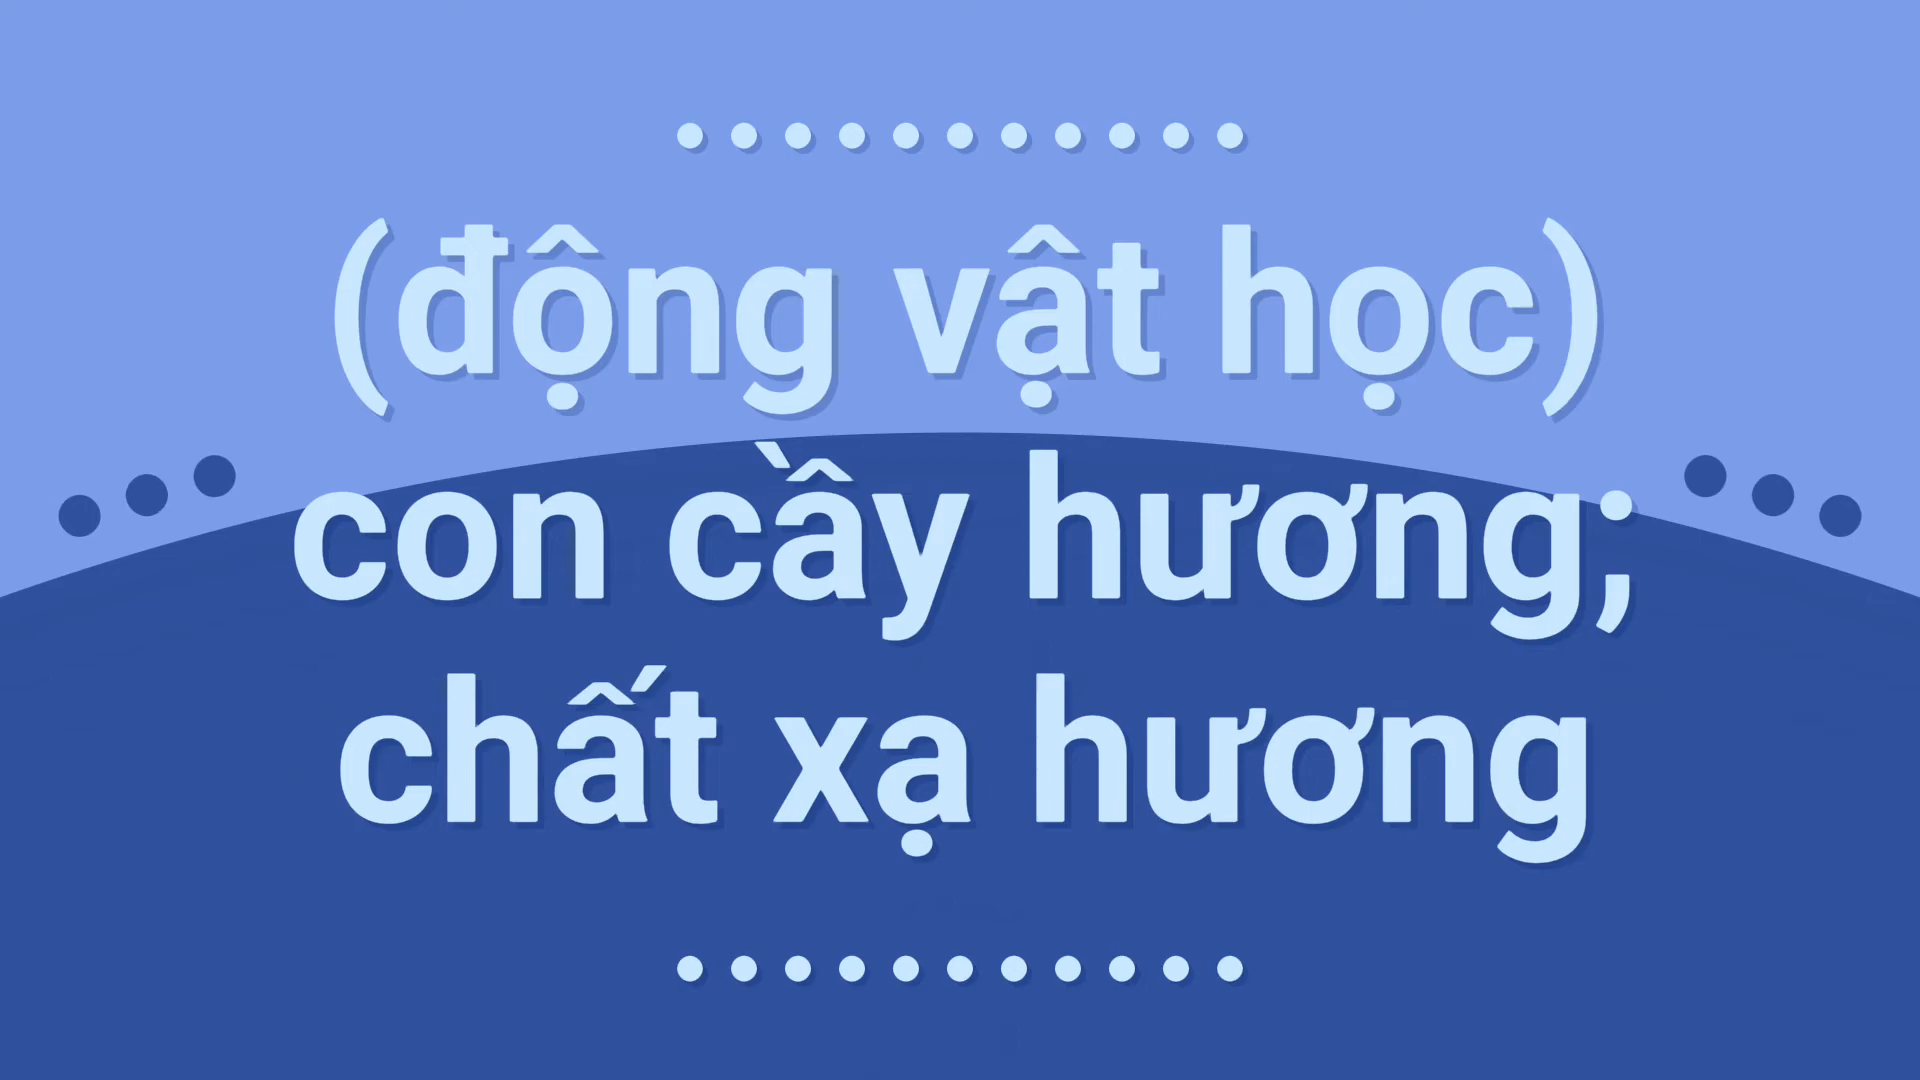 (động vật học)
con cầy hương;
chất xạ hương